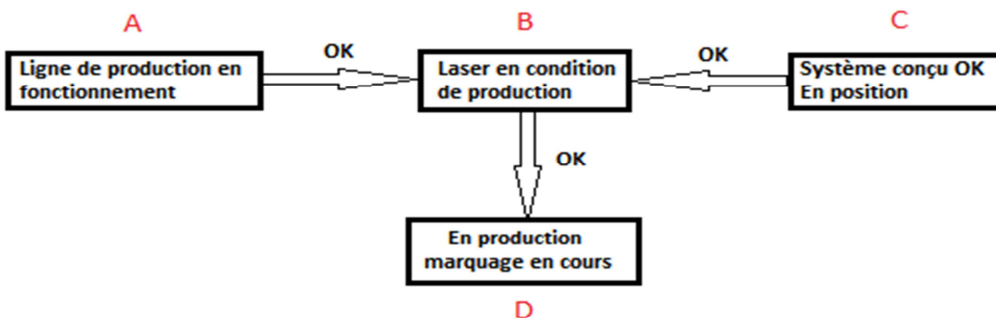 A
B
C
Ligne de production en
fonctionnement
OK
Laser en condition
de production
OK
Système conçu OK
En position
OK
En production
marquage en cours
D